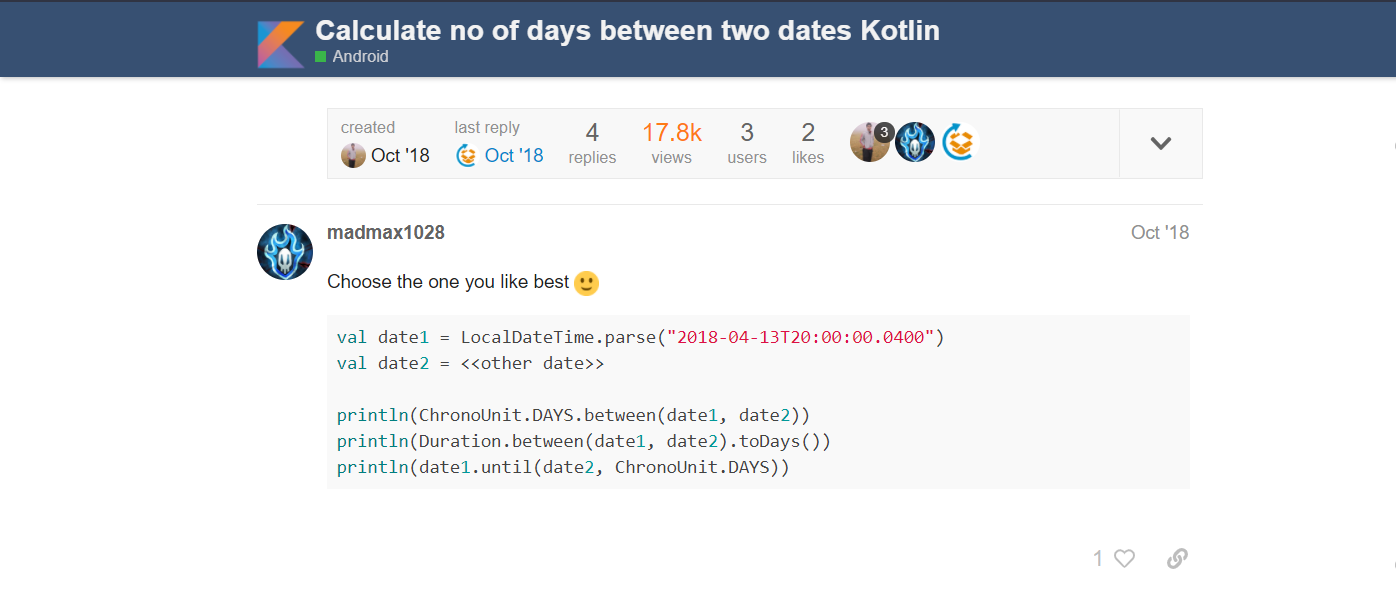 Calculate no of days between two dates Kotlin
Android
created
last reply
4
17.8k
3
2
3
Oct '18
Oct '18
replies
views
users
likes
madmax1028
Oct '18
Choose the one you like best
val date1 = LocalDateTime.parse("2018-04-13T20:00:00.0400")
val date2 = <<other date>>
println(ChronoUnit.DAYS.between(date1, date2))
println(Duration.between(date1, date2).toDays())
println(date1.until(date2, ChronoUnit.DAYS))
1